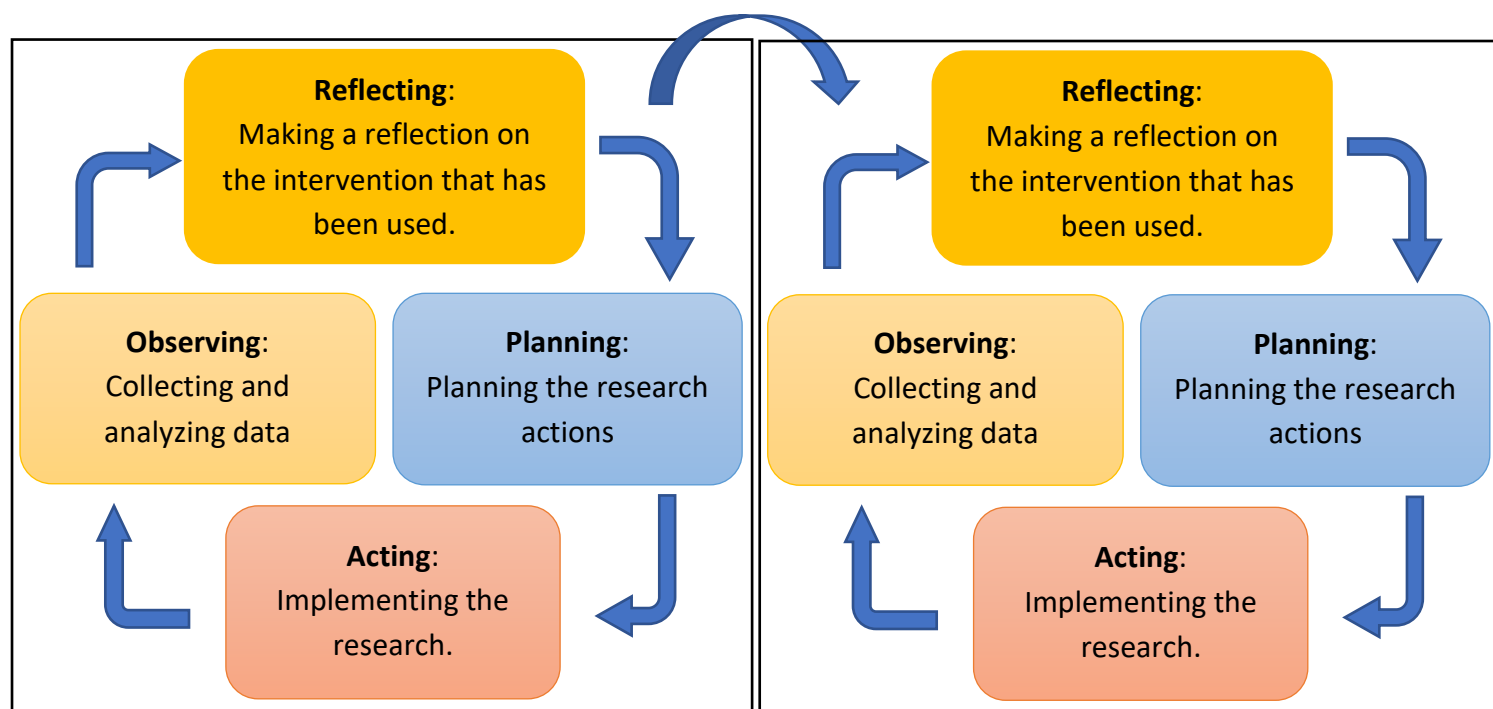 Reflecting:
Making a reflection on
the intervention that has
been used.
Observing:
Collecting and
analyzing data
Planning:
Planning the research
actions
Acting:
Implementing the
research.
Reflecting:
Making a reflection on
the intervention that has
been used.
Observing:
Collecting and
analyzing data
Planning:
Planning the research
actions
Acting:
Implementing the
research.